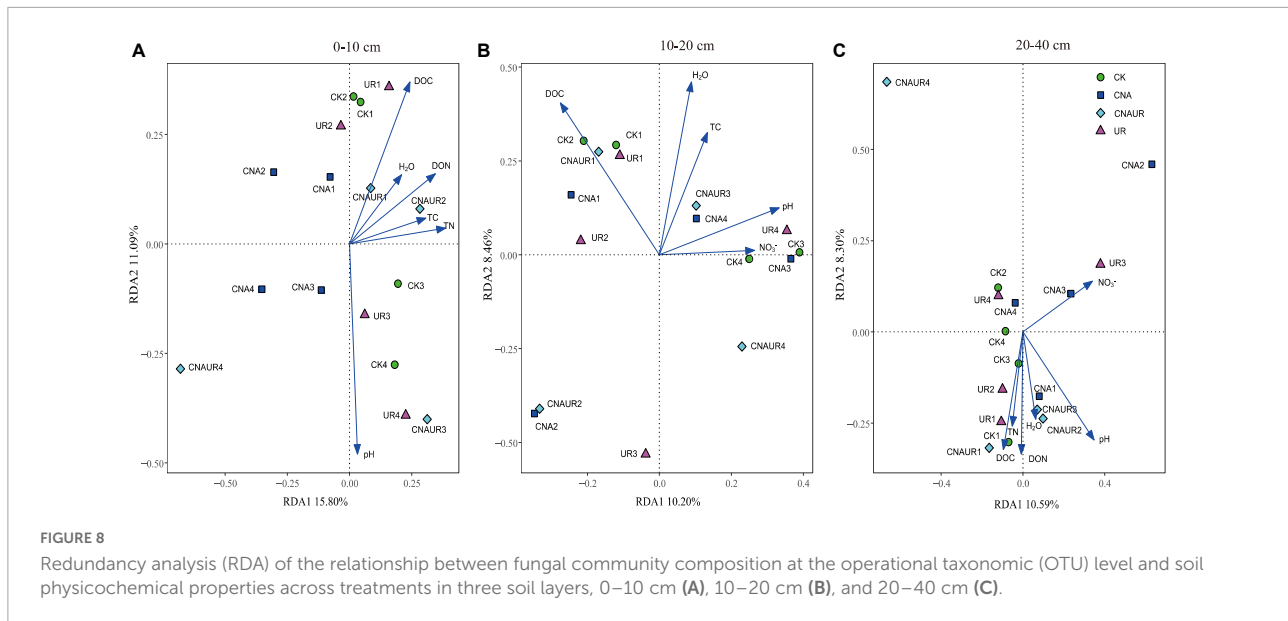 A
0-10 cm
RDA2 11.09%
0.25
0.00
−0.25
−0.50
−0.50
−0.25
0.00
0.25
RDA1 15.80%
UR1
DOC
CK2
CK1
UR2
CNA2
CNA1
H₂O
DON
CNAUR1
CNAUR2
TC
TN
CNA4
CNA3
CK3
UR3
CNAUR4
CK4
UR4
CNAUR3
pH
B
10-20 cm
RDA2 8.46%
0.50
0.25
0.0
−0.25
−0.50
−0.2
0.0
0.2
0.4
RDA1 10.20%
H₂O
DOC
TC
CK2
CK1
CNAUR1
UR1
CNA1
CNAUR3
CNA4
pH
UR2
UR4
NO₃⁻
CK3
CK4
CNA3
CNAUR4
CNAUR2
CNA2
UR3
C
20-40 cm
RDA2 8.30%
0.50
0.25
0.00
−0.25
−0.4
0.0
0.4
RDA1 10.59%
CNAUR4
CK
CNA
CNAUR
UR
CNA2
UR3
CK2
UR4
CNA3
NO₃⁻
CNA4
CK4
CK3
UR2
CNA1
CNAUR3
UR1
TN
H₂O
CNAUR2
CK1
pH
CNAUR1
DOC
DON
FIGURE 8
Redundancy analysis (RDA) of the relationship between fungal community composition at the operational taxonomic (OTU) level and soil
physicochemical properties across treatments in three soil layers, 0–10 cm (A), 10–20 cm (B), and 20–40 cm (C).